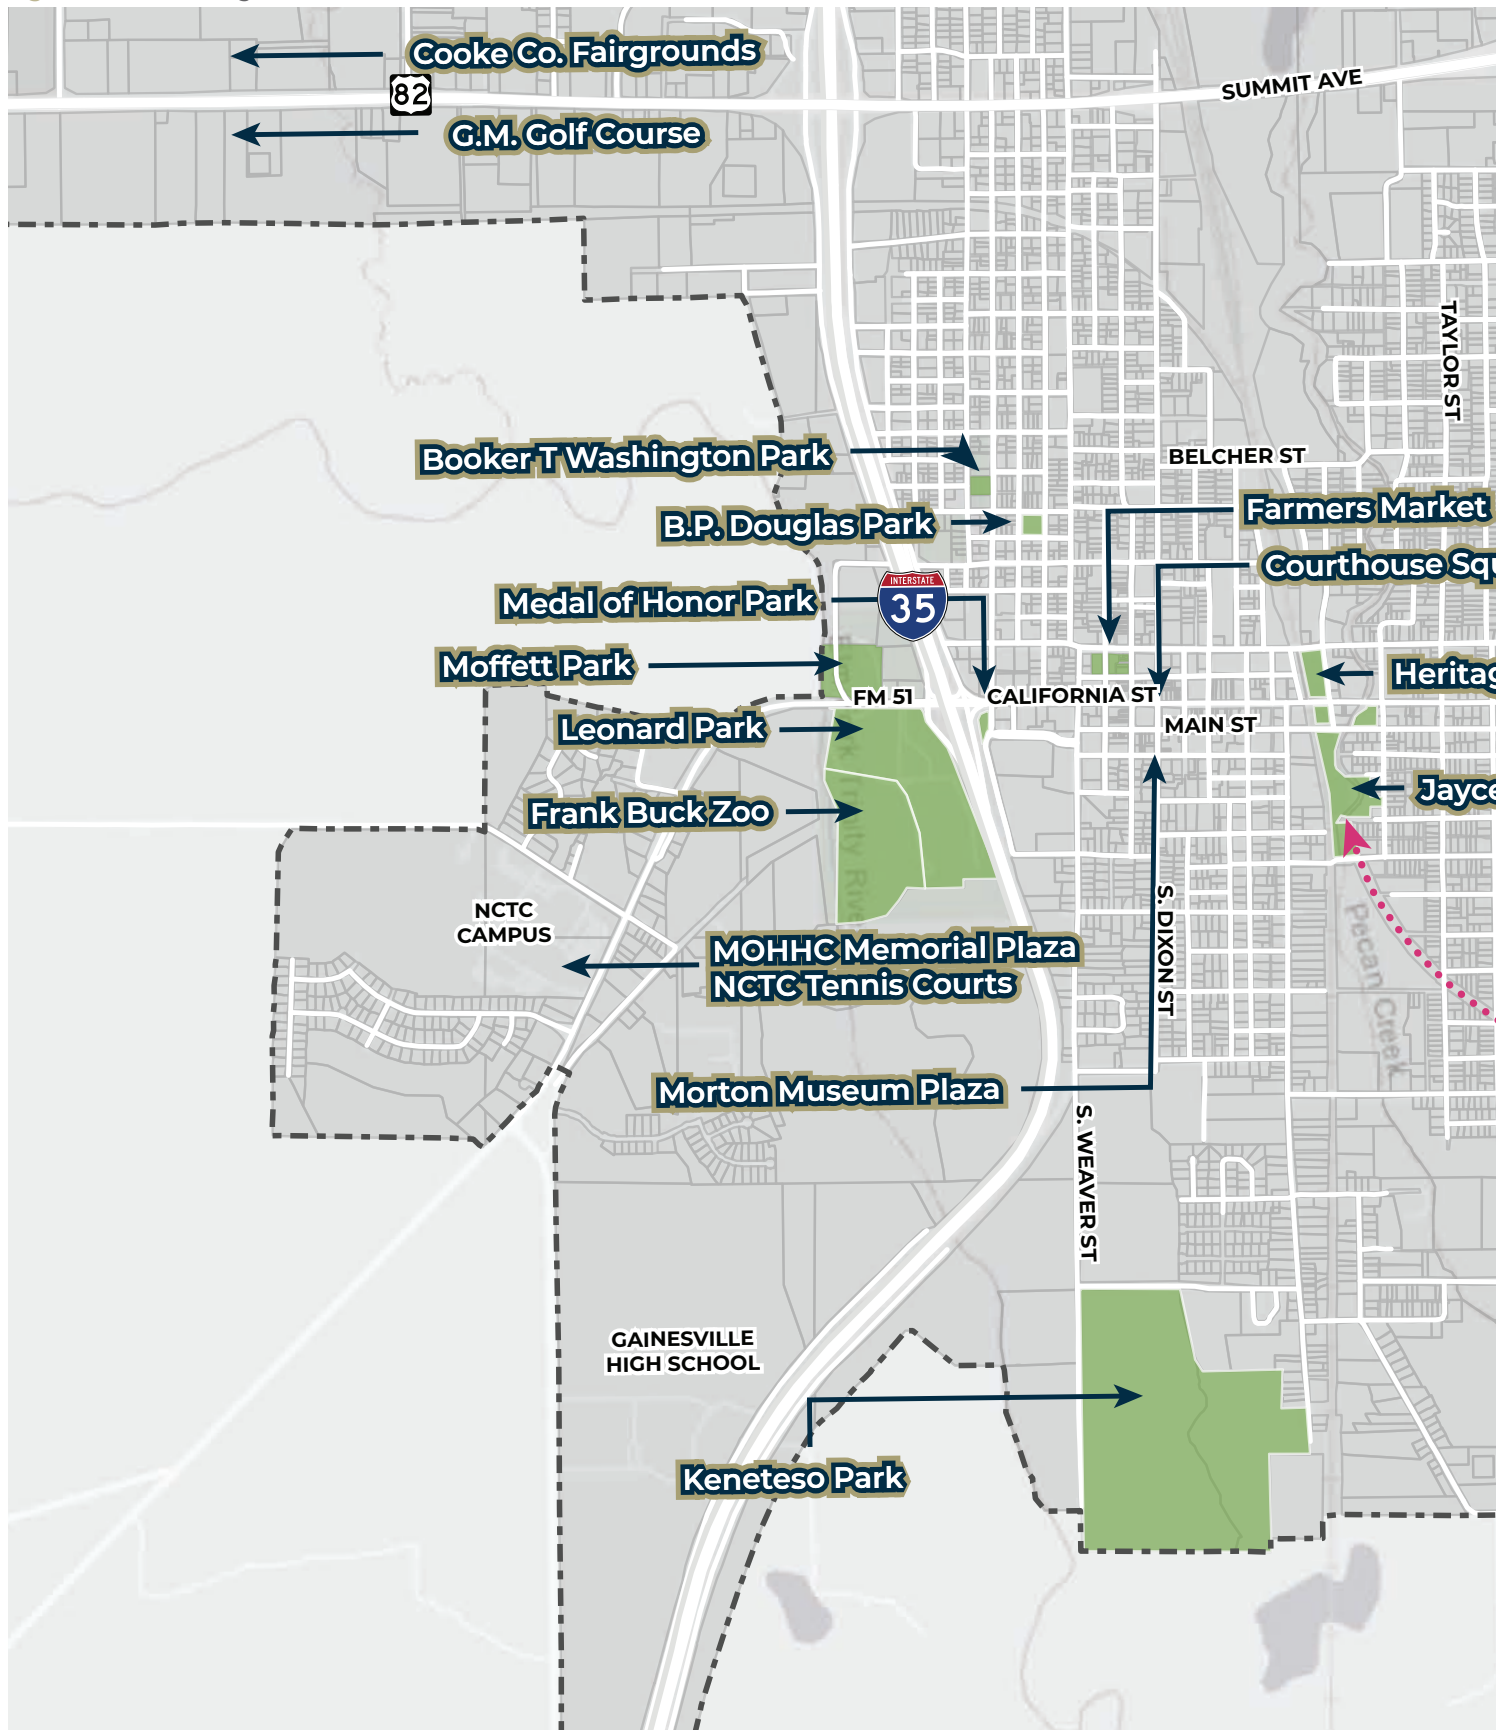 Cooke Co. Fairgrounds
82
SUMMIT AVE
G.M. Golf Course
TAYLOR ST
Booker T Washington Park
BELCHER ST
Farmers Market
B.P. Douglas Park
Courthouse Squ
INTERSTATE
35
Medal of Honor Park
Moffett Park
Heritag
FM 51
CALIFORNIA ST
MAIN ST
Leonard Park
Jayce
Frank Buck Zoo
Trinity River
S. DIXON ST
NCTC
CAMPUS
Pecan Creek
MOHHC Memorial Plaza
NCTC Tennis Courts
Morton Museum Plaza
S. WEAVER ST
GAINESVILLE
HIGH SCHOOL
Keneteso Park